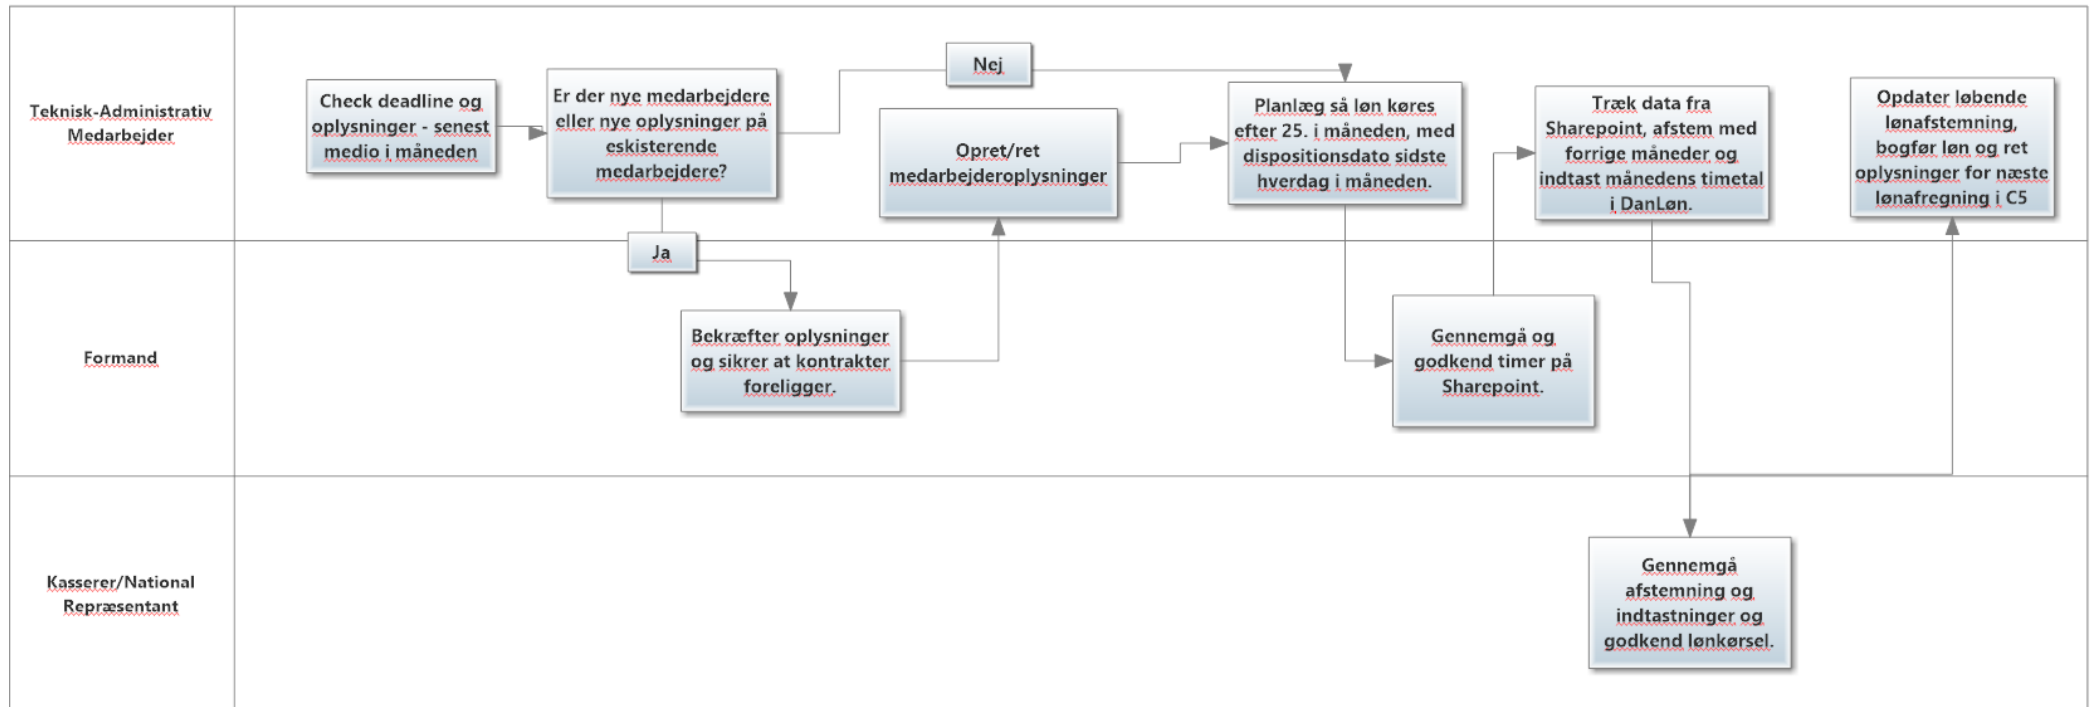 Teknisk-Administrativ
Medarbejder
Check deadline og
oplysninger - senest
medio i måneden
Er der nye medarbejdere
eller nye oplysninger på
eskisterende
medarbejdere?
Nej
Opret/ret
medarbejderoplysninger
Planlæg så løn køres
efter 25. i måneden, med
dispositionsdato sidste
hverdag i måneden.
Træk data fra
Sharepoint, afstem med
forrige måneder og
indtast månedens timetal
i DanLøn.
Opdater løbende
lønafstemning,
bogfør løn og ret
oplysninger for næste
lønafregning i C5
Ja
Formand
Bekræfter oplysninger
og sikrer at kontrakter
foreligger.
Gennemgå og
godkend timer på
Sharepoint.
Kasserer/National
Repræsentant
Gennemgå
afstemning og
indtastninger og
godkend lønkørsel.